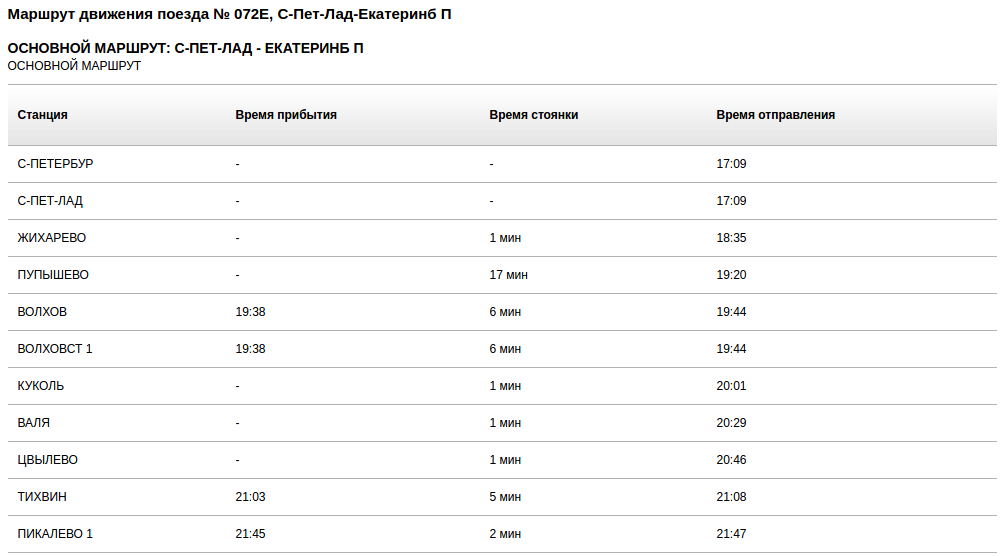 Маршрут движения поезда № 072Е, С-Пет-Лад-Екатеринб П
ОСНОВНОЙ МАРШРУТ: С-ПЕТ-ЛАД - ЕКАТЕРИНБ П
ОСНОВНОЙ МАРШРУТ
Станция Время прибытия Время стоянки Время отправления
С-ПЕТЕРБУР - - 17:09
С-ПЕТ-ЛАД - - 17:09
ЖИХАРЕВО - 1 мин 18:35
ПУПЫШЕВО - 17 мин 19:20
ВОЛХОВ 19:38 6 мин 19:44
ВОЛХОВСТ 1 19:38 6 мин 19:44
КУКОЛЬ - 1 мин 20:01
ВАЛЯ - 1 мин 20:29
ЦВЫЛЕВО - 1 мин 20:46
ТИХВИН 21:03 5 мин 21:08
ПИКАЛЕВО 1 21:45 2 мин 21:47